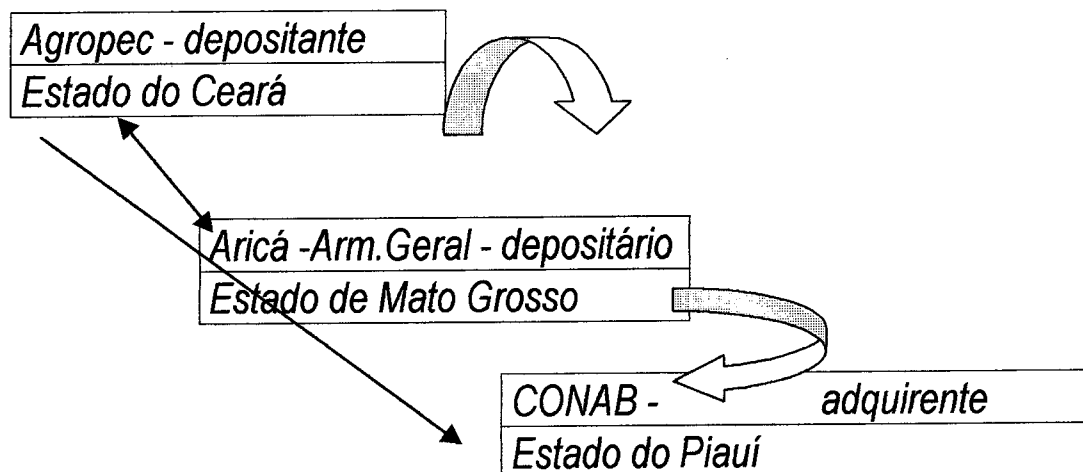 Agropec - depositante
Estado do Ceará
Aricá -Arm.Geral - depositário
Estado de Mato Grosso
CONAB - adquirente
Estado do Piauí